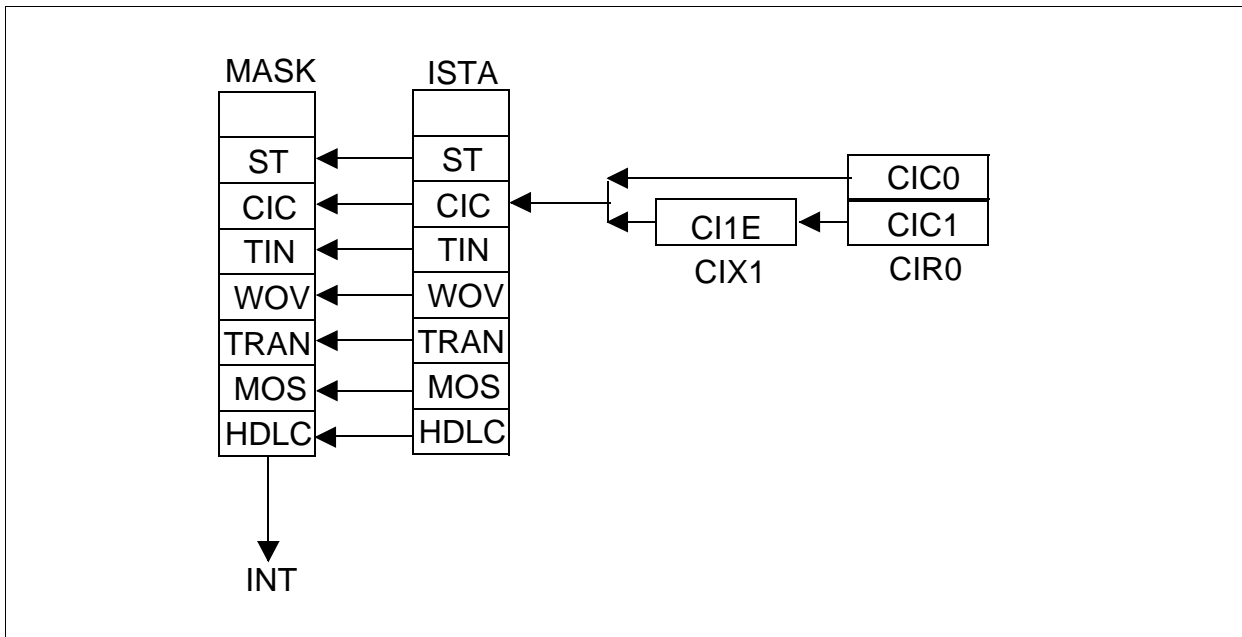 MASK
ISTA
ST
ST
CIC0
CIC
CIC
CI1E
CIC1
TIN
TIN
CIX1
CIR0
WOV
WOV
TRAN
TRAN
MOS
MOS
HDLC
HDLC
INT